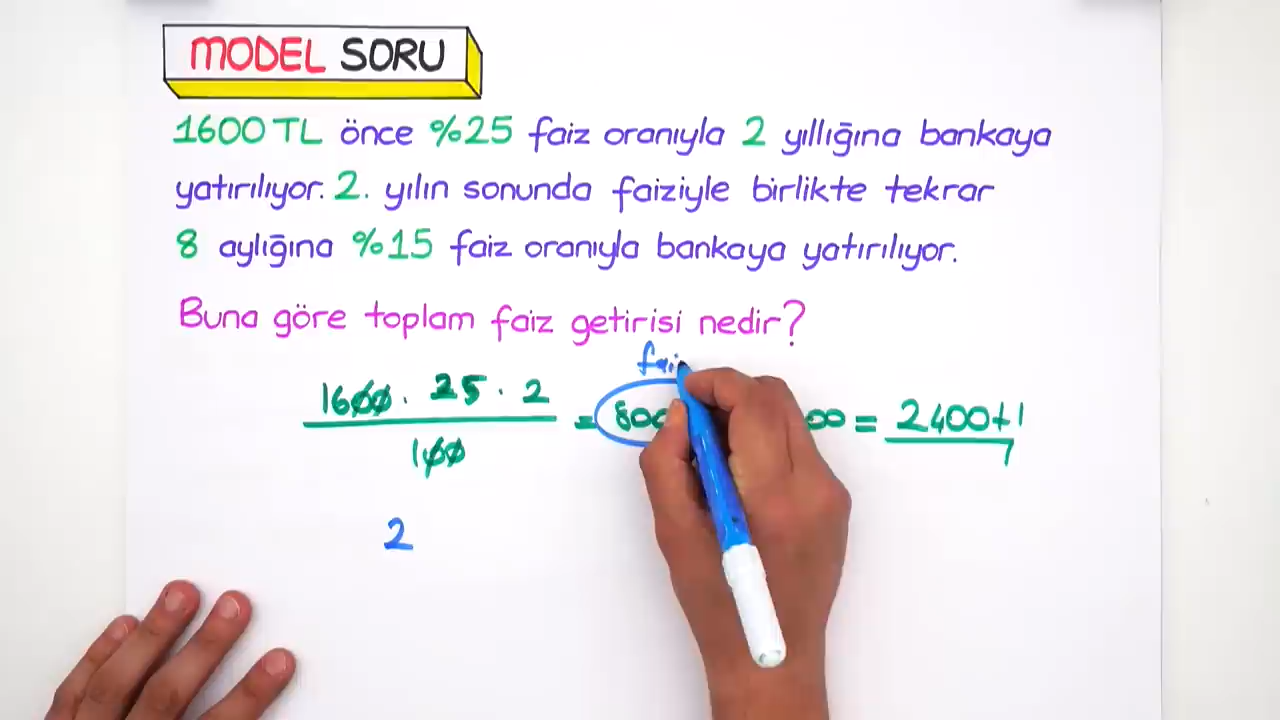 MODEL SORU
1600 TL önce %25 faiz oranıyla 2 yıllığına bankaya
yatırılıyor. 2. yılın sonunda faiziyle birlikte tekrar
8 aylığına %15 faiz oranıyla bankaya yatırılıyor.
Buna göre toplam faiz getirisi nedir?
1600 . 25 . 2 = 800 = 2400
100
2